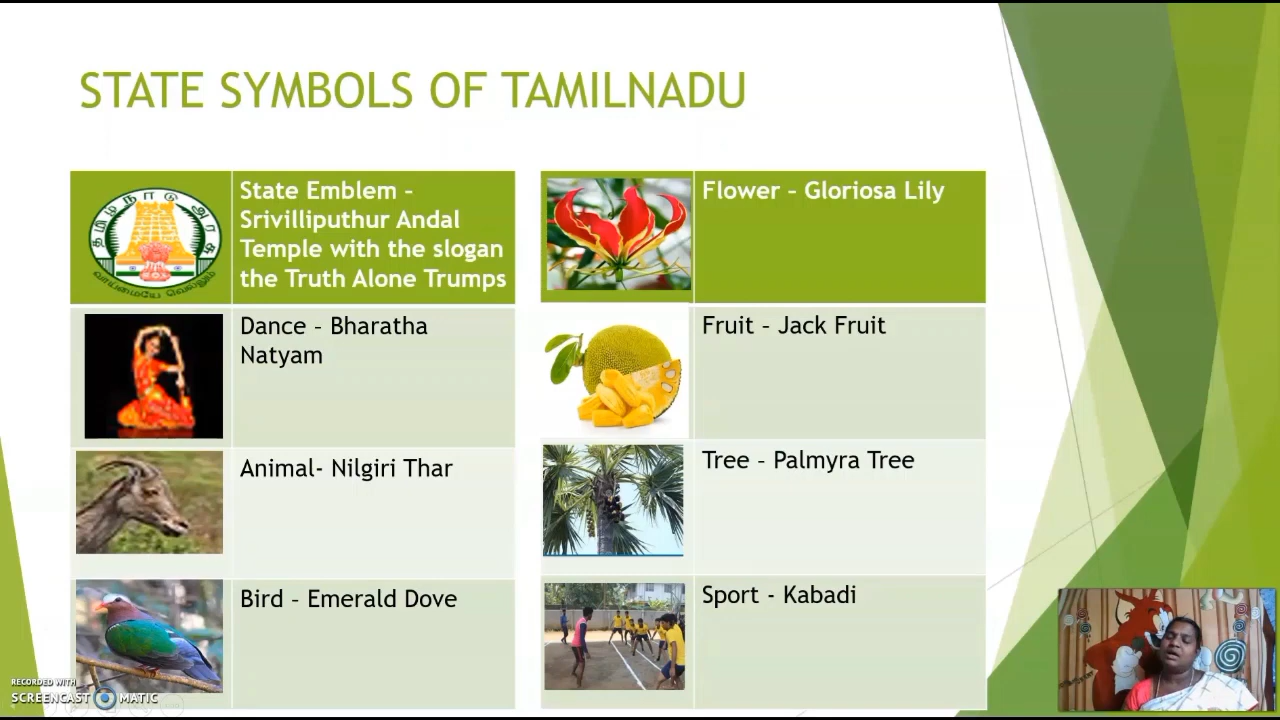 STATE SYMBOLS OF TAMILNADU
தமிழ்நாடு அரசு
வாய்மையே வெல்லும்
State Emblem -
Srivilliputhur Andal
Temple with the slogan
the Truth Alone Trumps
Flower – Gloriosa Lily
Dance – Bharatha
Natyam
Fruit – Jack Fruit
Animal- Nilgiri Thar
Tree – Palmyra Tree
Bird – Emerald Dove
Sport - Kabadi
RECORDED WITH
SCREENCAST MATIC